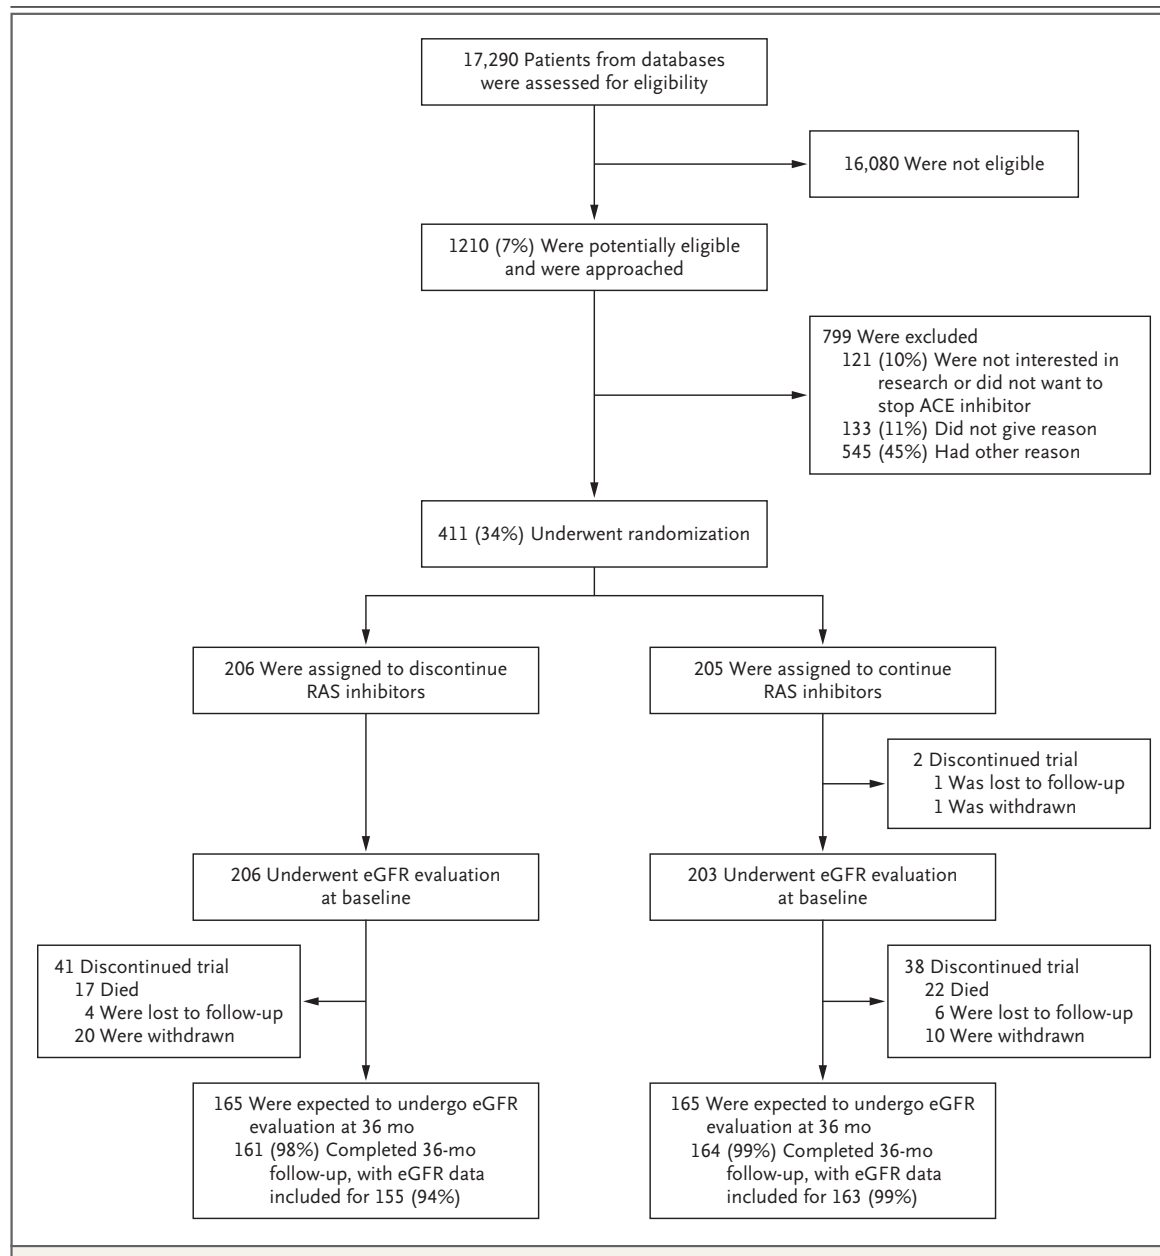 17,290 Patients from databases
were assessed for eligibility
16,080 Were not eligible
1210 (7%) Were potentially eligible
and were approached
799 Were excluded
121 (10%) Were not interested in
research or did not want to
stop ACE inhibitor
133 (11%) Did not give reason
545 (45%) Had other reason
411 (34%) Underwent randomization
206 Were assigned to discontinue
RAS inhibitors
205 Were assigned to continue
RAS inhibitors
2 Discontinued trial
1 Was lost to follow-up
1 Was withdrawn
206 Underwent eGFR evaluation
at baseline
203 Underwent eGFR evaluation
at baseline
41 Discontinued trial
17 Died
4 Were lost to follow-up
20 Were withdrawn
38 Discontinued trial
22 Died
6 Were lost to follow-up
10 Were withdrawn
165 Were expected to undergo eGFR
evaluation at 36 mo
161 (98%) Completed 36-mo
follow-up, with eGFR data
included for 155 (94%)
165 Were expected to undergo eGFR
evaluation at 36 mo
164 (99%) Completed 36-mo
follow-up, with eGFR data
included for 163 (99%)